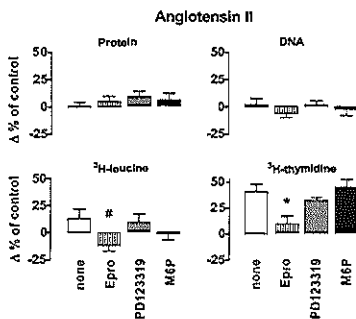 Angiotensin II
Protein
DNA
Δ % of control
50
25
0
-25
50
25
0
-25
³H-leucine
³H-thymidine
Δ % of control
50
25
0
-25
#
50
25
0
-25
*
none
Epro
PD123319
M6P
none
Epro
PD123319
M6P